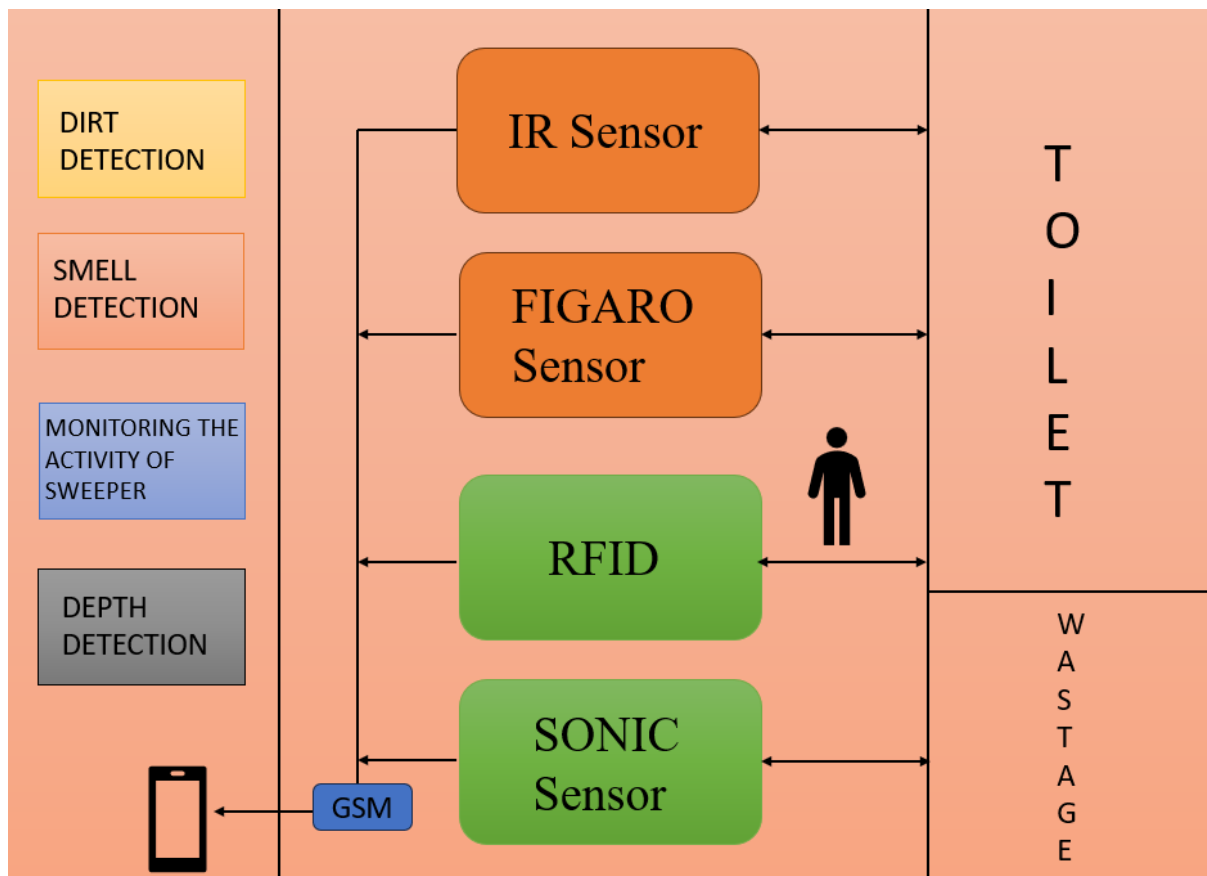 DIRT
DETECTION
SMELL
DETECTION
MONITORING THE
ACTIVITY OF
SWEEPER
DEPTH
DETECTION
IR Sensor
FIGARO
Sensor
RFID
SONIC
Sensor
GSM
T
O
I
L
E
T
W
A
S
T
A
G
E